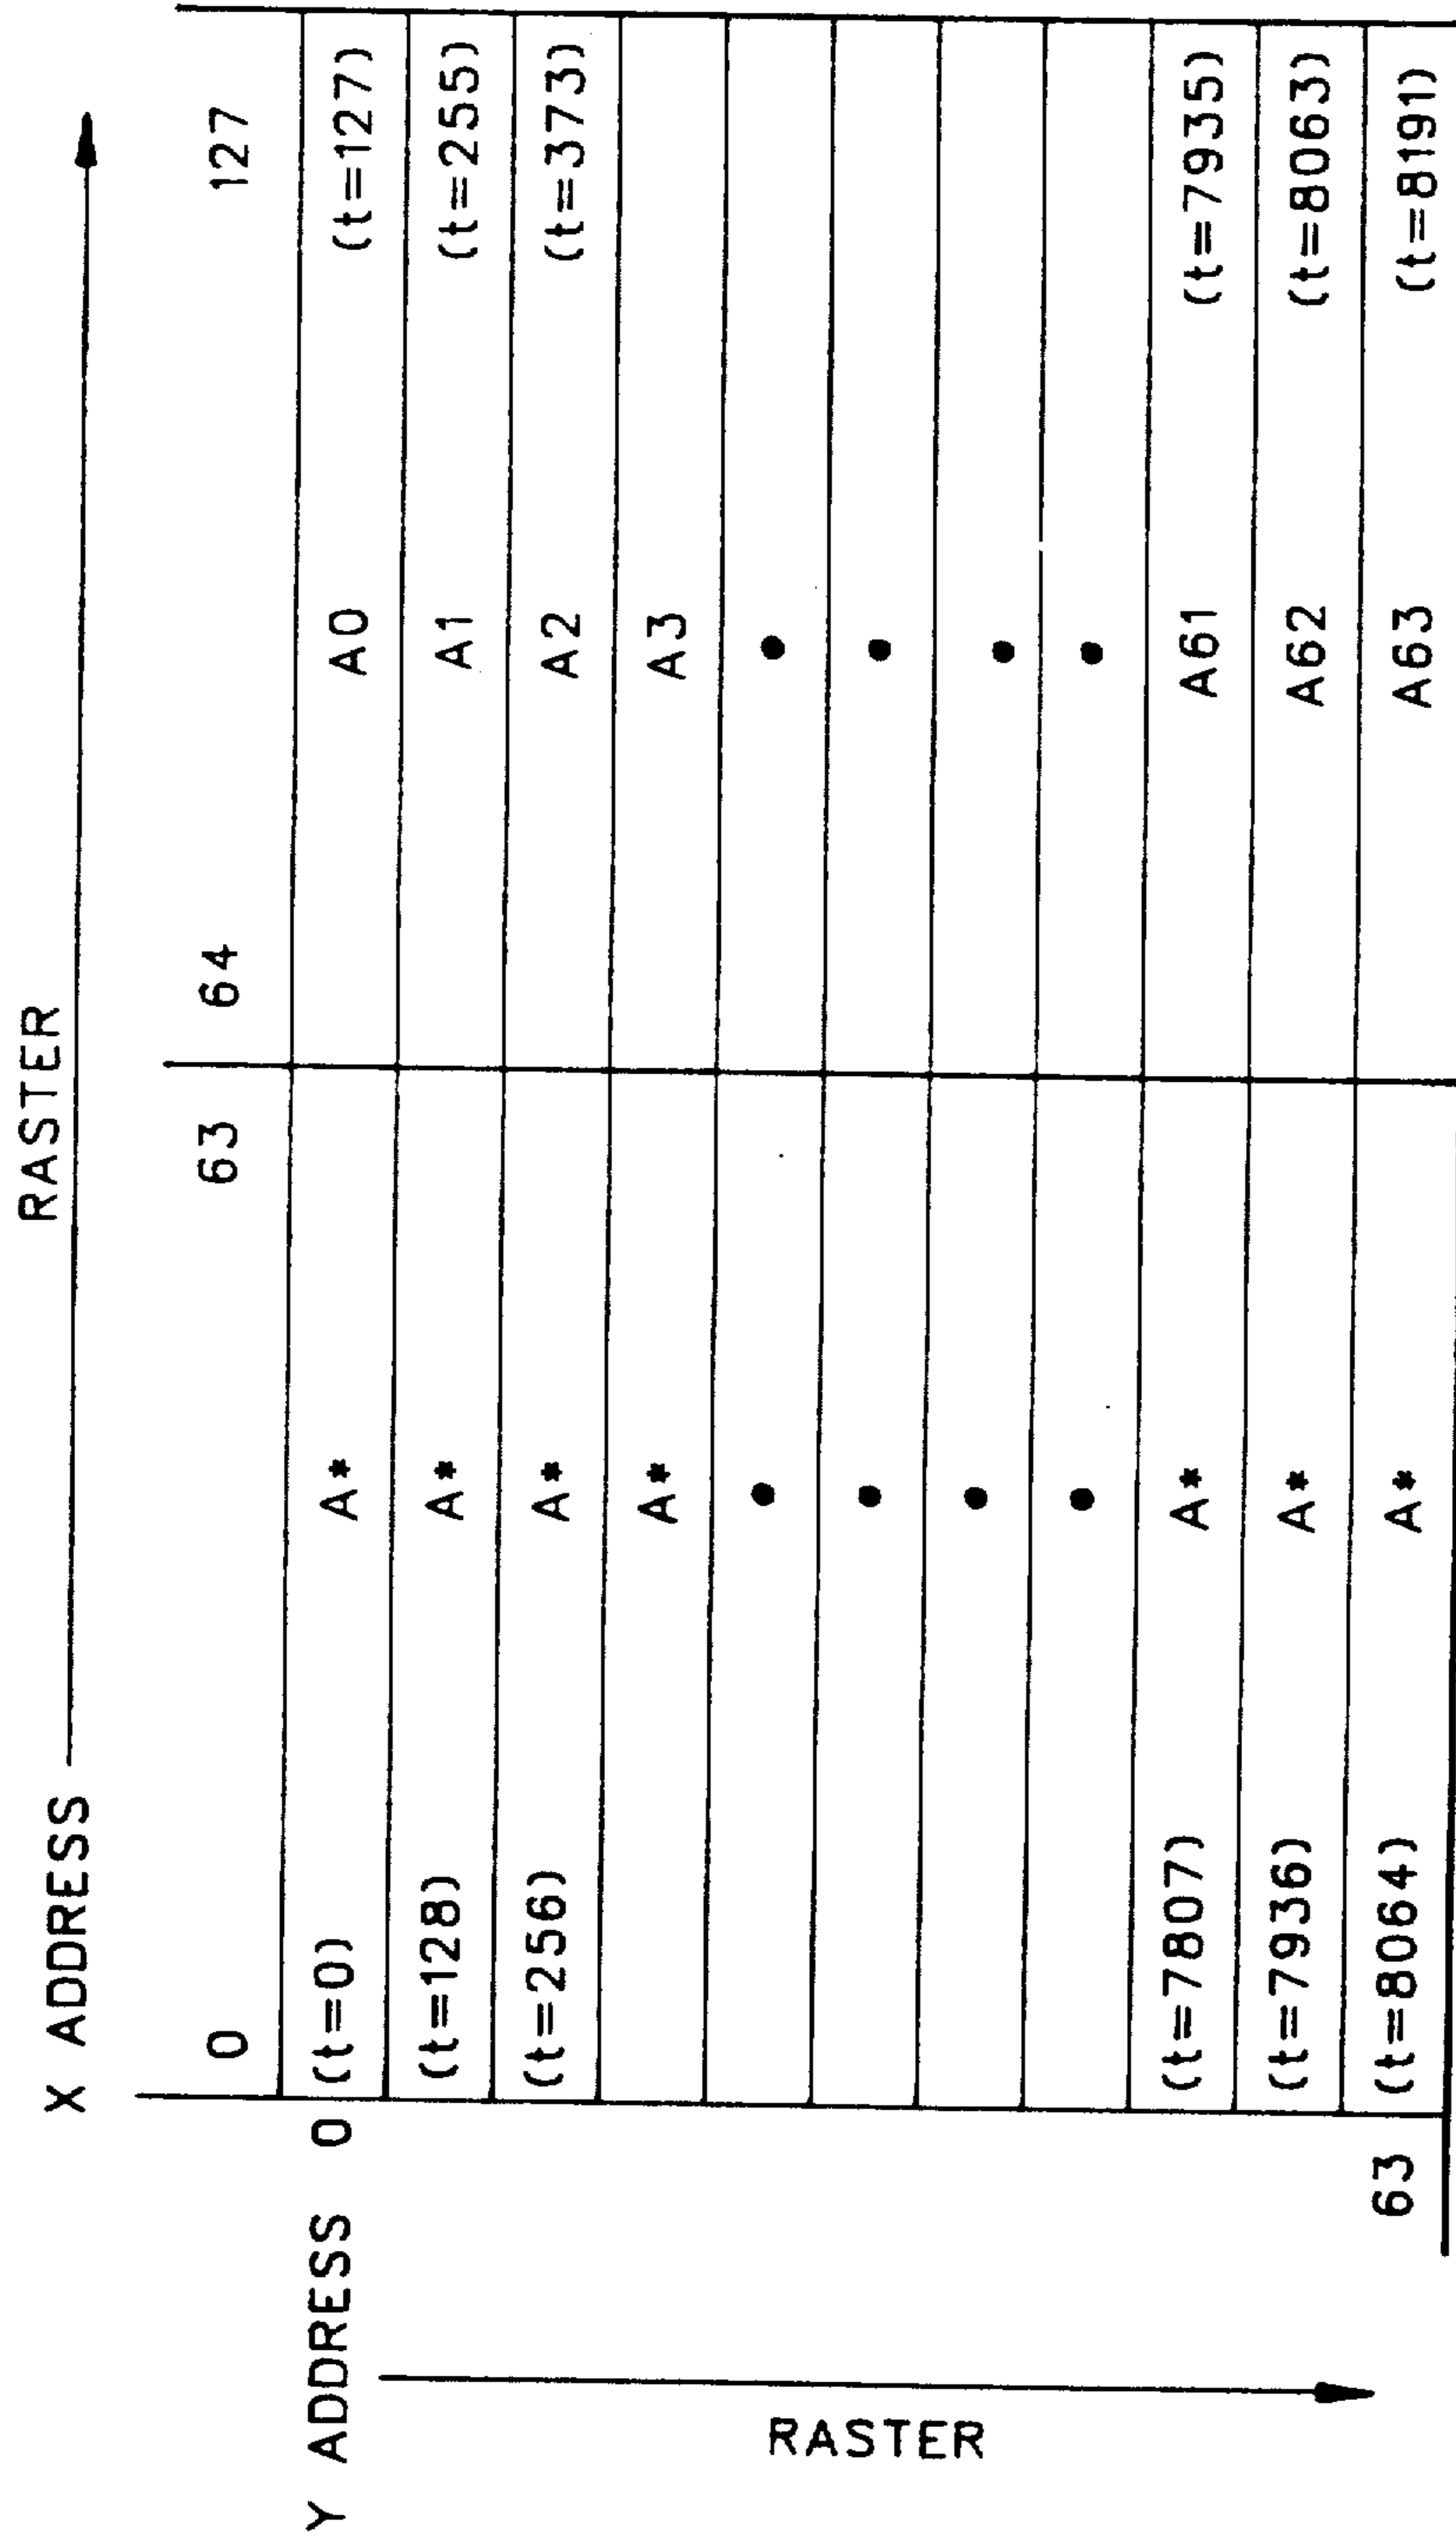 RASTER
X ADDRESS
0 63 64 127
Y ADDRESS 0 (t=0) A* A0 (t=127)
(t=128) A* A1 (t=255)
(t=256) A* A2 (t=373)
A* A3
(t=7807) A* A61 (t=7935)
(t=7936) A* A62 (t=8063)
63 (t=8064) A* A63 (t=8191)
RASTER